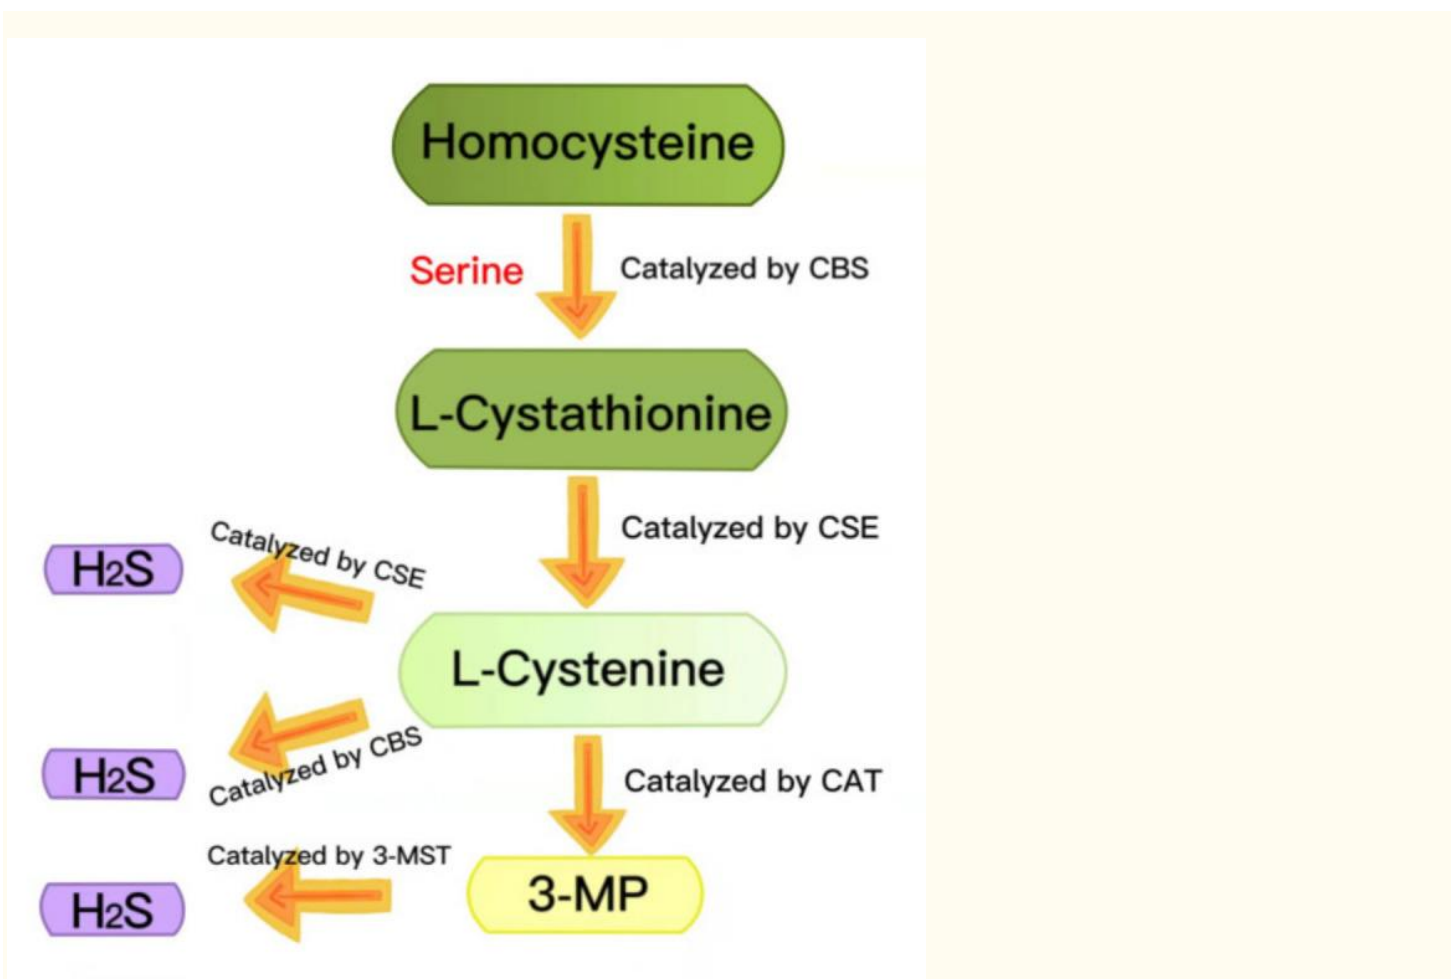 Homocysteine
Serine
Catalyzed by CBS
L-Cystathionine
Catalyzed by CSE
Catalyzed by CSE
H2S
L-Cystenine
H2S
Catalyzed by CBS
Catalyzed by CAT
Catalyzed by 3-MST
H2S
3-MP